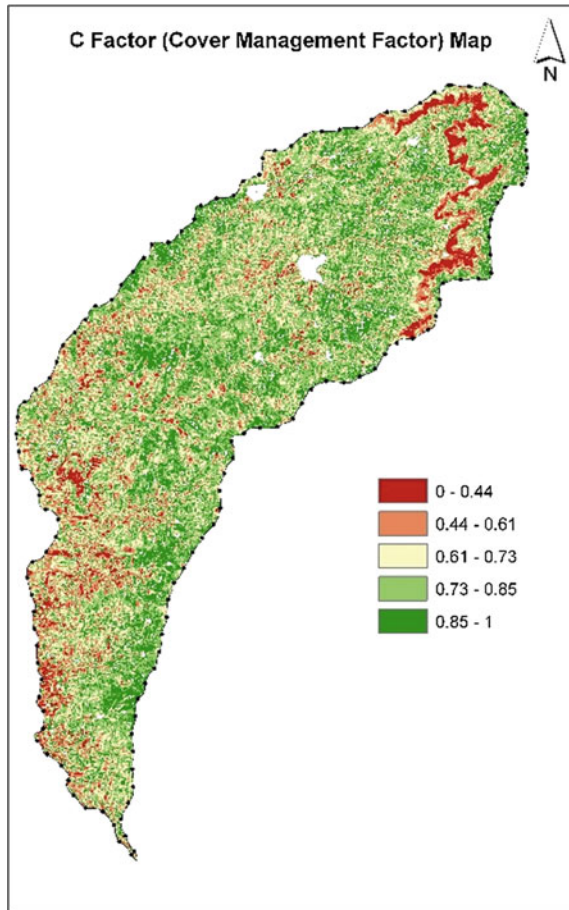 C Factor (Cover Management Factor) Map
N
0 - 0.44
0.44 - 0.61
0.61 - 0.73
0.73 - 0.85
0.85 - 1